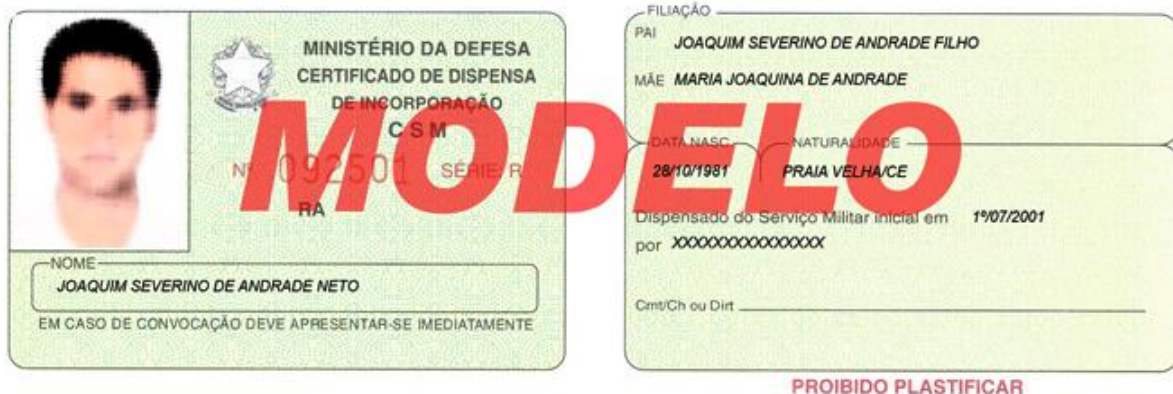 MINISTÉRIO DA DEFESA
CERTIFICADO DE DISPENSA
DE INCORPORAÇÃO
C S M
Nº 092501 SÉRIE R
RA
NOME
JOAQUIM SEVERINO DE ANDRADE NETO
EM CASO DE CONVOCAÇÃO DEVE APRESENTAR-SE IMEDIATAMENTE
MODELO
FILIAÇÃO
PAI JOAQUIM SEVERINO DE ANDRADE FILHO
MÃE MARIA JOAQUINA DE ANDRADE
DATA NASC. NATURALIDADE
28/10/1981 PRAIA VELHA/CE
Dispensado do Serviço Militar inicial em 1º/07/2001
por XXXXXXXXXXXXXXX
Cmt/Ch ou Dirt
PROIBIDO PLASTIFICAR